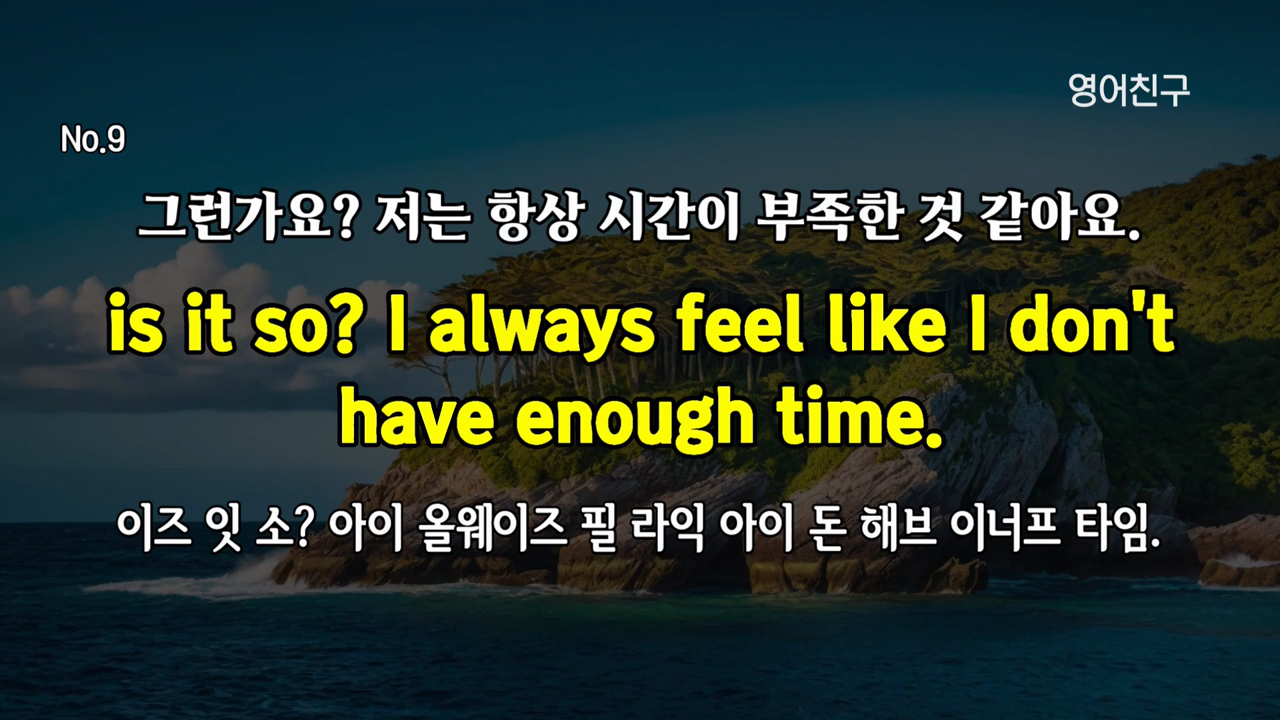 영어친구
No.9
그런가요? 저는 항상 시간이 부족한 것 같아요.
is it so? I always feel like I don't
have enough time.
이즈 잇 소? 아이 올웨이즈 필 라익 아이 돈 해브 이너프 타임.